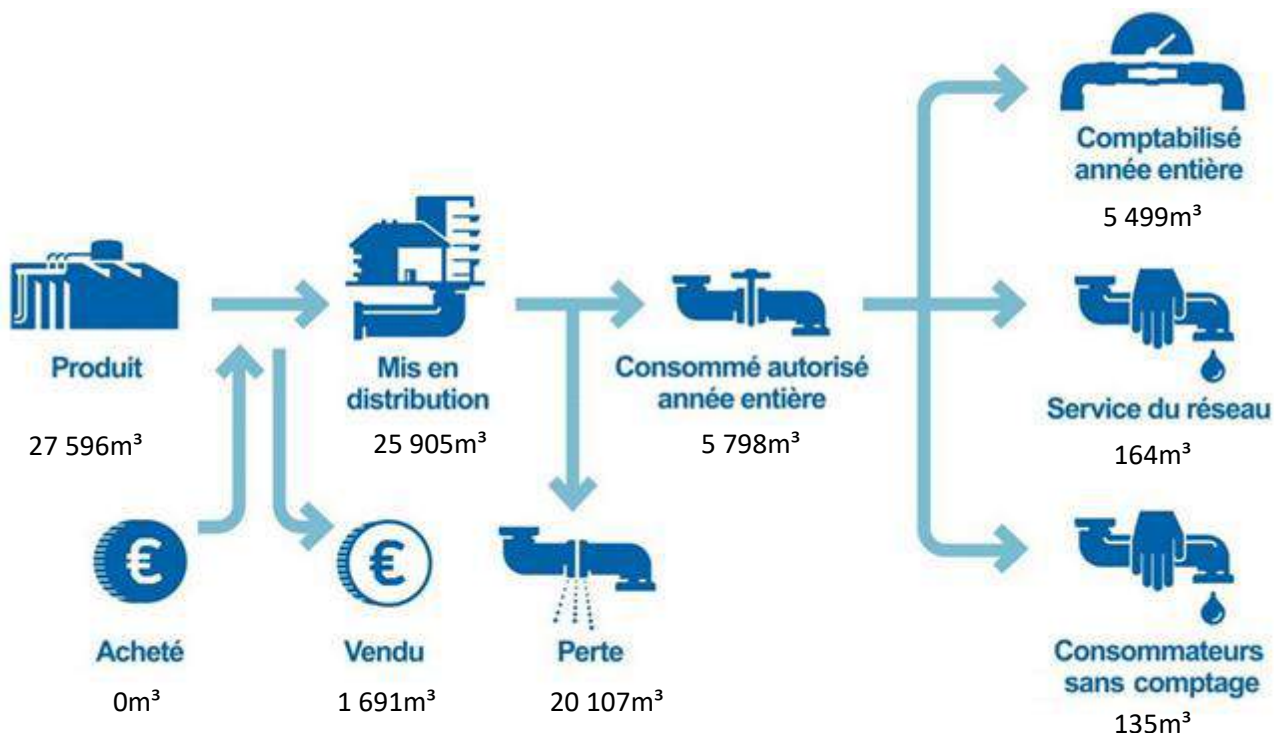 Produit
27 596m³
Acheté
0m³
Vendu
1 691m³
Mis en
distribution
25 905m³
Perte
20 107m³
Consommé autorisé
année entière
5 798m³
Comptabilisé
année entière
5 499m³
Service du réseau
164m³
Consommateurs
sans comptage
135m³
€
€